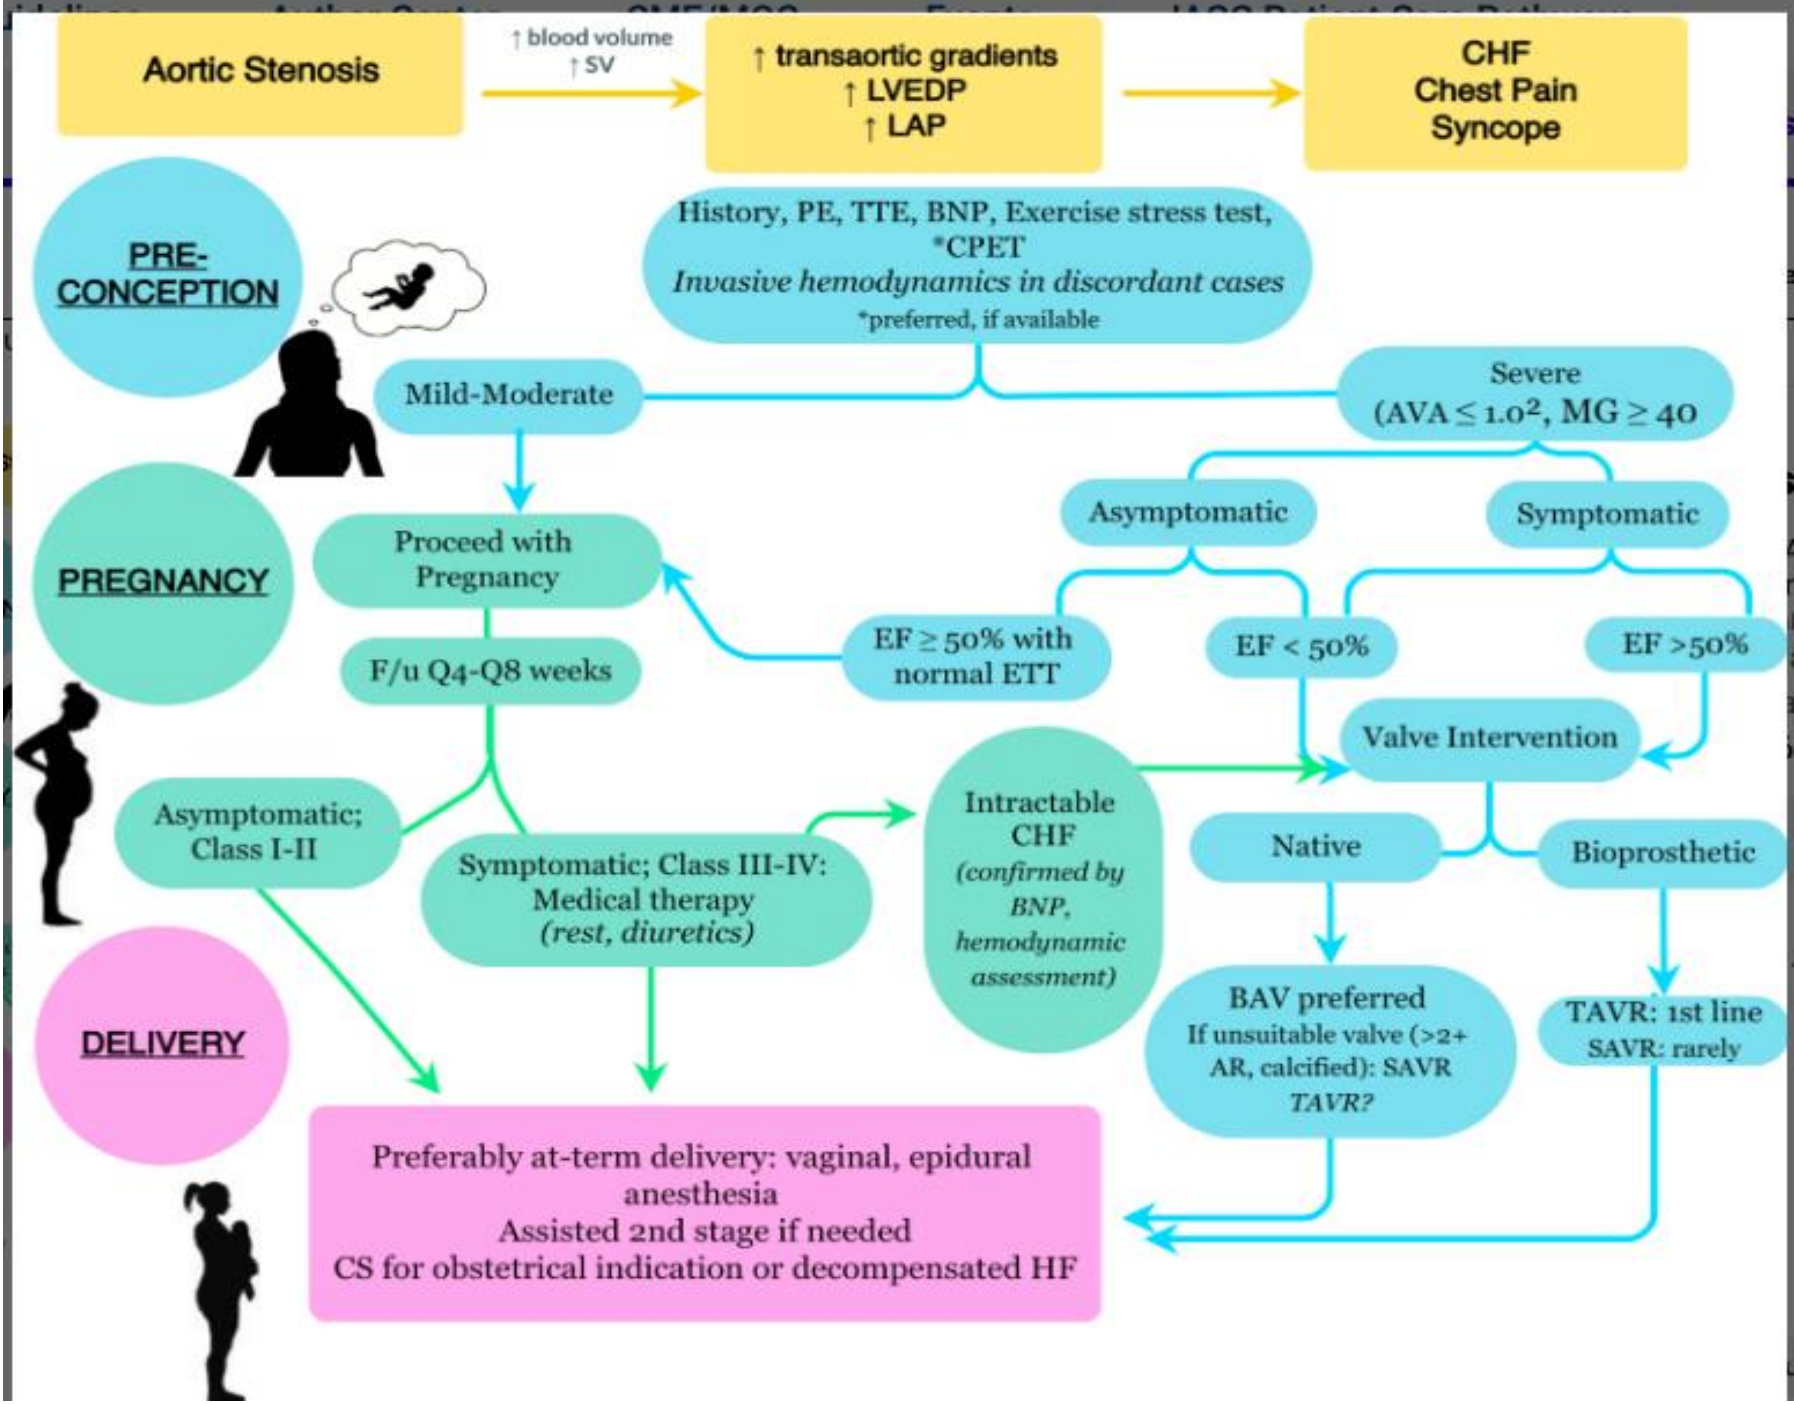 Aortic Stenosis
↑ blood volume
↑ SV
↑ transaortic gradients
↑ LVEDP
↑ LAP
CHF
Chest Pain
Syncope
PRE-
CONCEPTION
History, PE, TTE, BNP, Exercise stress test,
*CPET
Invasive hemodynamics in discordant cases
*preferred, if available
Mild-Moderate
Severe
(AVA ≤ 1.0², MG ≥ 40
Asymptomatic
Symptomatic
PREGNANCY
Proceed with
Pregnancy
EF ≥ 50% with
normal ETT
EF < 50%
EF >50%
F/u Q4-Q8 weeks
Valve Intervention
Asymptomatic;
Class I-II
Symptomatic; Class III-IV:
Medical therapy
(rest, diuretics)
Intractable
CHF
(confirmed by
BNP,
hemodynamic
assessment)
Native
Bioprosthetic
BAV preferred
If unsuitable valve (>2+
AR, calcified): SAVR
TAVR?
TAVR: 1st line
SAVR: rarely
DELIVERY
Preferably at-term delivery: vaginal, epidural
anesthesia
Assisted 2nd stage if needed
CS for obstetrical indication or decompensated HF